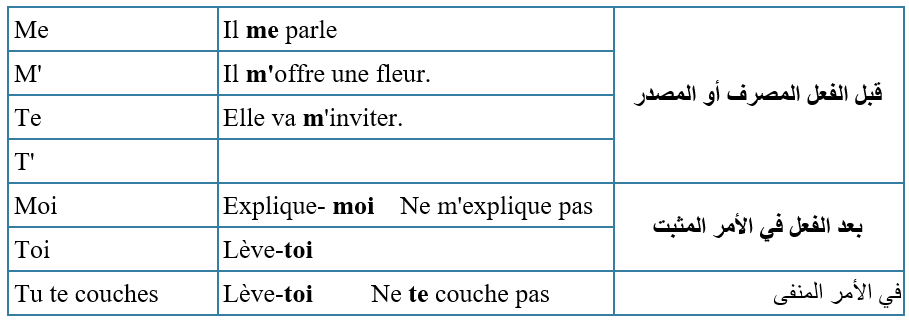 Me Il me parle
قبل الفعل المصرف أو المصدر
M' Il m'offre une fleur.
Te Elle va m'inviter.
T'
Moi Explique- moi Ne m'explique pas
بعد الفعل في الأمر المثبت
Toi Lève-toi
Tu te couches Lève-toi Ne te couche pas في الأمر المنفى